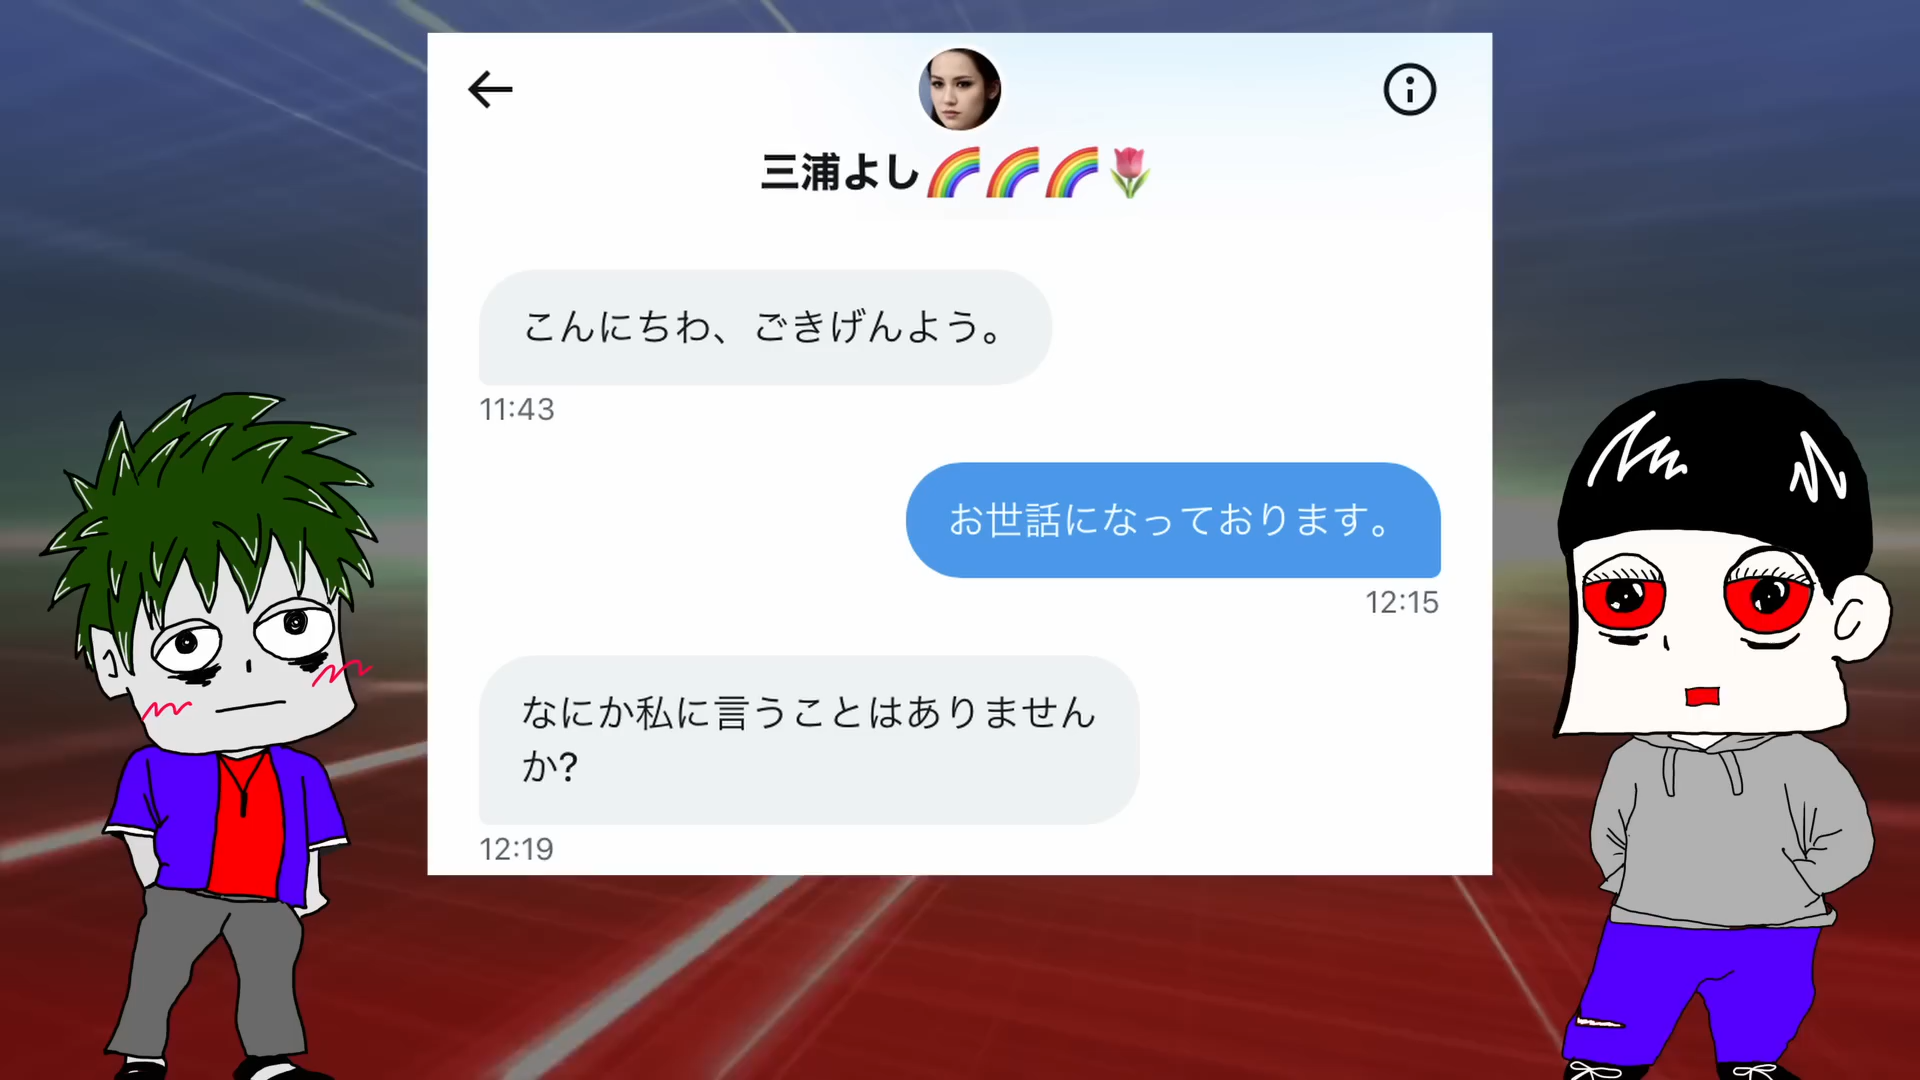 三浦よし🌈🌈🌈🌷
こんにちわ、ごきげんよう。
11:43
お世話になっております。
12:15
なにか私に言うことはありません
か?
12:19